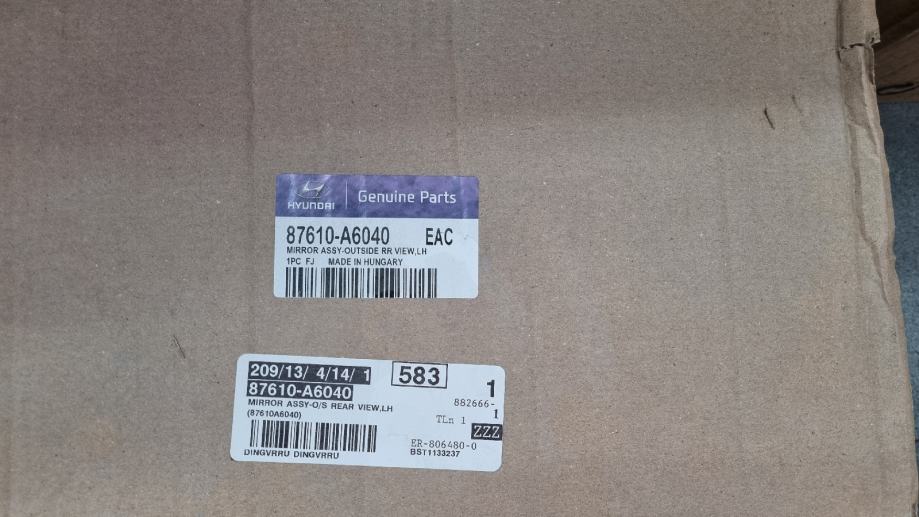 HYUNDAI Genuine Parts
87610-A6040 EAC
MIRROR ASSY-OUTSIDE RR VIEW,LH
1PC FJ MADE IN HUNGARY
209/13/ 4/14/ 1 583 1
87610-A6040 882666-
MIRROR ASSY-O/S REAR VIEW,LH 1
(87610A6040) TLn 1
ZZZ
ER-806480-0
DINGVRRU DINGVRRU BST1133237